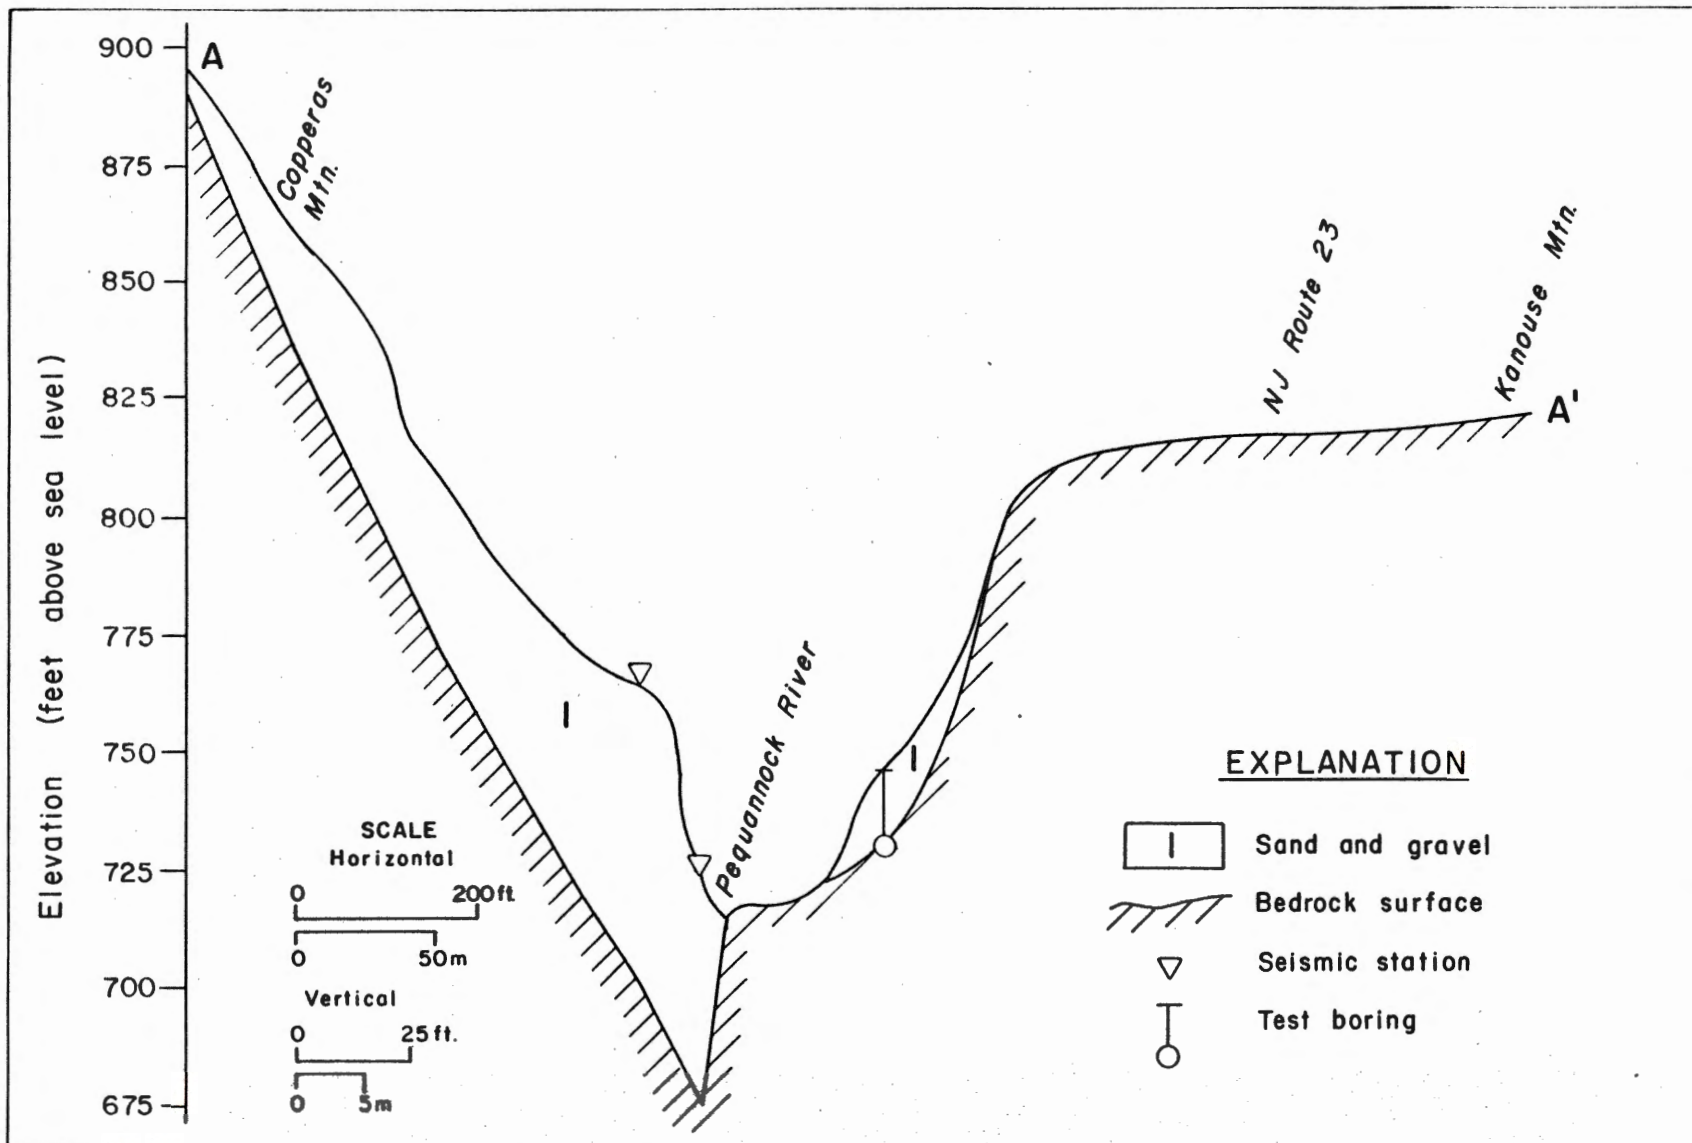 900
A
Copperas
Mtn.
875
850
825
800
775
750
725
700
675
Elevation (feet above sea level)
NJ Route 23
Kanouse Mtn.
A'
I
Pequannock River
I
SCALE
Horizontal
0 200ft
0 50m
Vertical
0 25ft.
0 5m
EXPLANATION
I Sand and gravel
Bedrock surface
Seismic station
Test boring